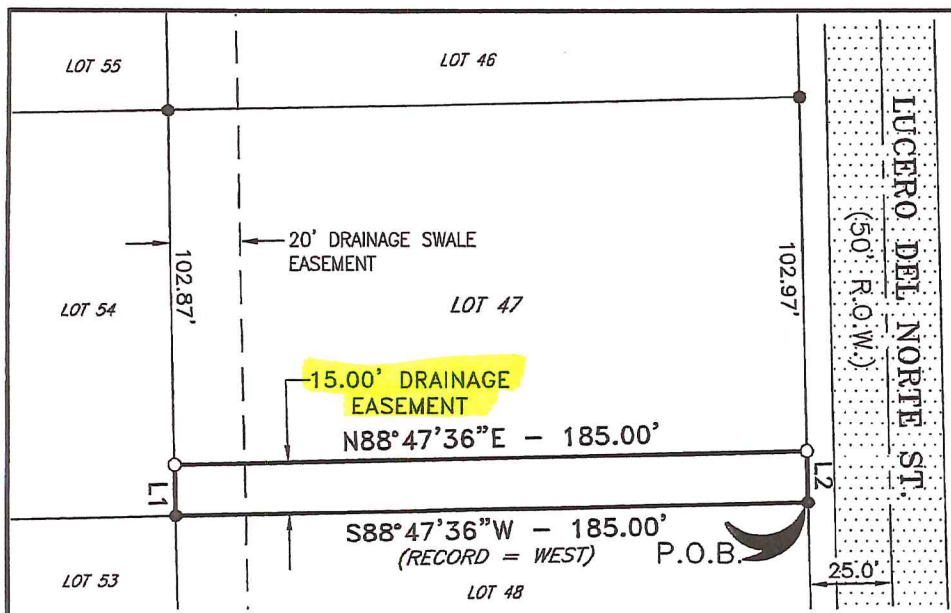 LOT 55
LOT 46
LUCERO DEL NORTE ST.
(50' R.O.W.)
20' DRAINAGE SWALE
EASEMENT
102.87'
102.97'
LOT 54
LOT 47
15.00' DRAINAGE
EASEMENT
N88°47'36"E - 185.00'
L1
L2
S88°47'36"W - 185.00'
(RECORD = WEST)
P.O.B.
25.0'
LOT 53
LOT 48